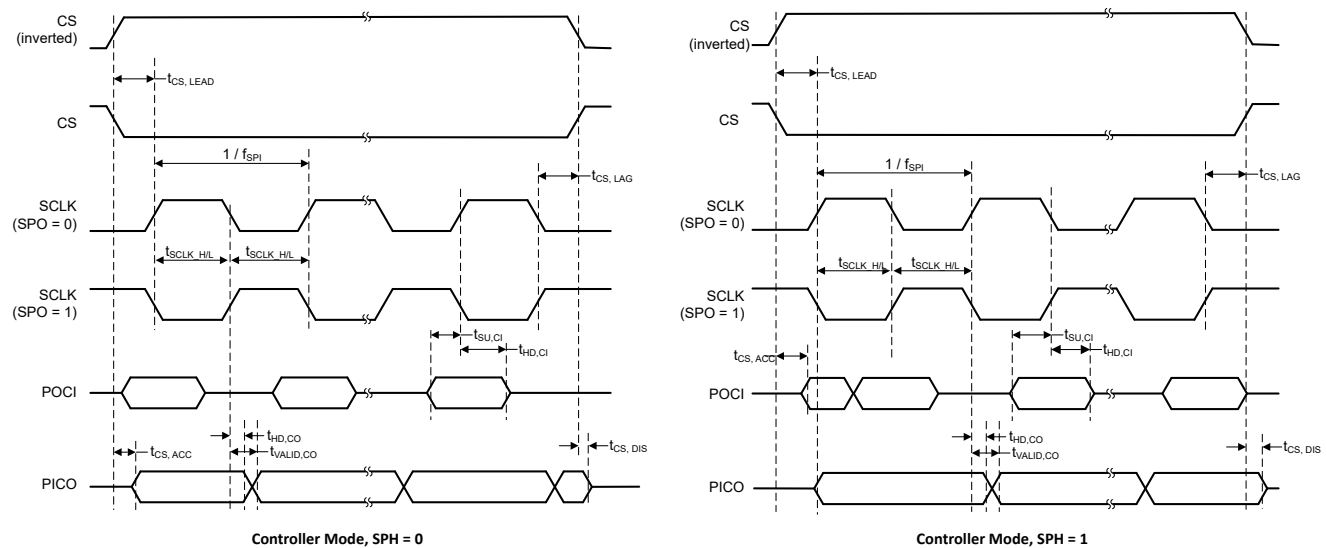 CS
(inverted)
tCS, LEAD
CS
1 / fSPI
tCS, LAG
SCLK
(SPO = 0)
tSCLK_H/L
tSCLK_H/L
SCLK
(SPO = 1)
tSU,CI
tHD,CI
POCI
tHD,CO
tCS, ACC
tVALID,CO
tCS, DIS
PICO
Controller Mode, SPH = 0
CS
(inverted)
tCS, LEAD
CS
1 / fSPI
tCS, LAG
SCLK
(SPO = 0)
tSCLK_H/L
tSCLK_H/L
SCLK
(SPO = 1)
tSU,CI
tCS, ACC
tHD,CI
POCI
tHD,CO
tVALID,CO
tCS, DIS
PICO
Controller Mode, SPH = 1